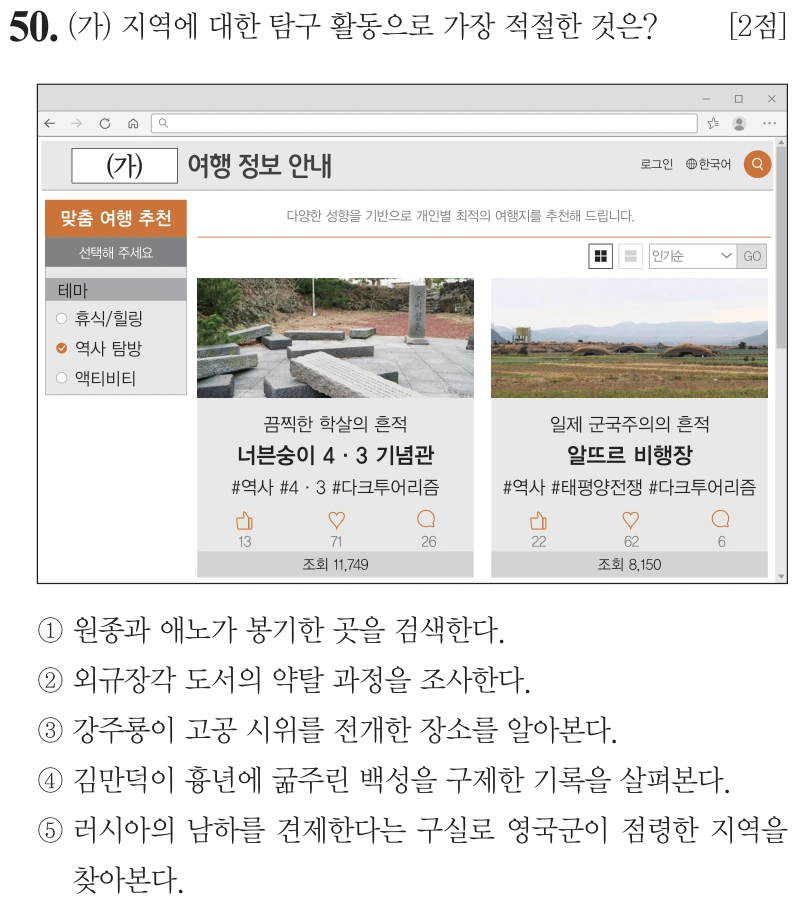 50. (가) 지역에 대한 탐구 활동으로 가장 적절한 것은? [2점]
(가) 여행 정보 안내
로그인 한국어
맞춤 여행 추천
선택해 주세요
테마
휴식/힐링
역사 탐방
액티비티
다양한 성향을 기반으로 개인별 최적의 여행지를 추천해 드립니다.
인기순 GO
끔찍한 학살의 흔적
너븐숭이 4·3 기념관
#역사 #4·3 #다크투어리즘
13 71 26
조회 11,749
일제 군국주의의 흔적
알뜨르 비행장
#역사 #태평양전쟁 #다크투어리즘
22 62 6
조회 8,150
① 원종과 애노가 봉기한 곳을 검색한다.
② 외규장각 도서의 약탈 과정을 조사한다.
③ 강주룡이 고공 시위를 전개한 장소를 알아본다.
④ 김만덕이 흉년에 굶주린 백성을 구제한 기록을 살펴본다.
⑤ 러시아의 남하를 견제한다는 구실로 영국군이 점령한 지역을
찾아본다.